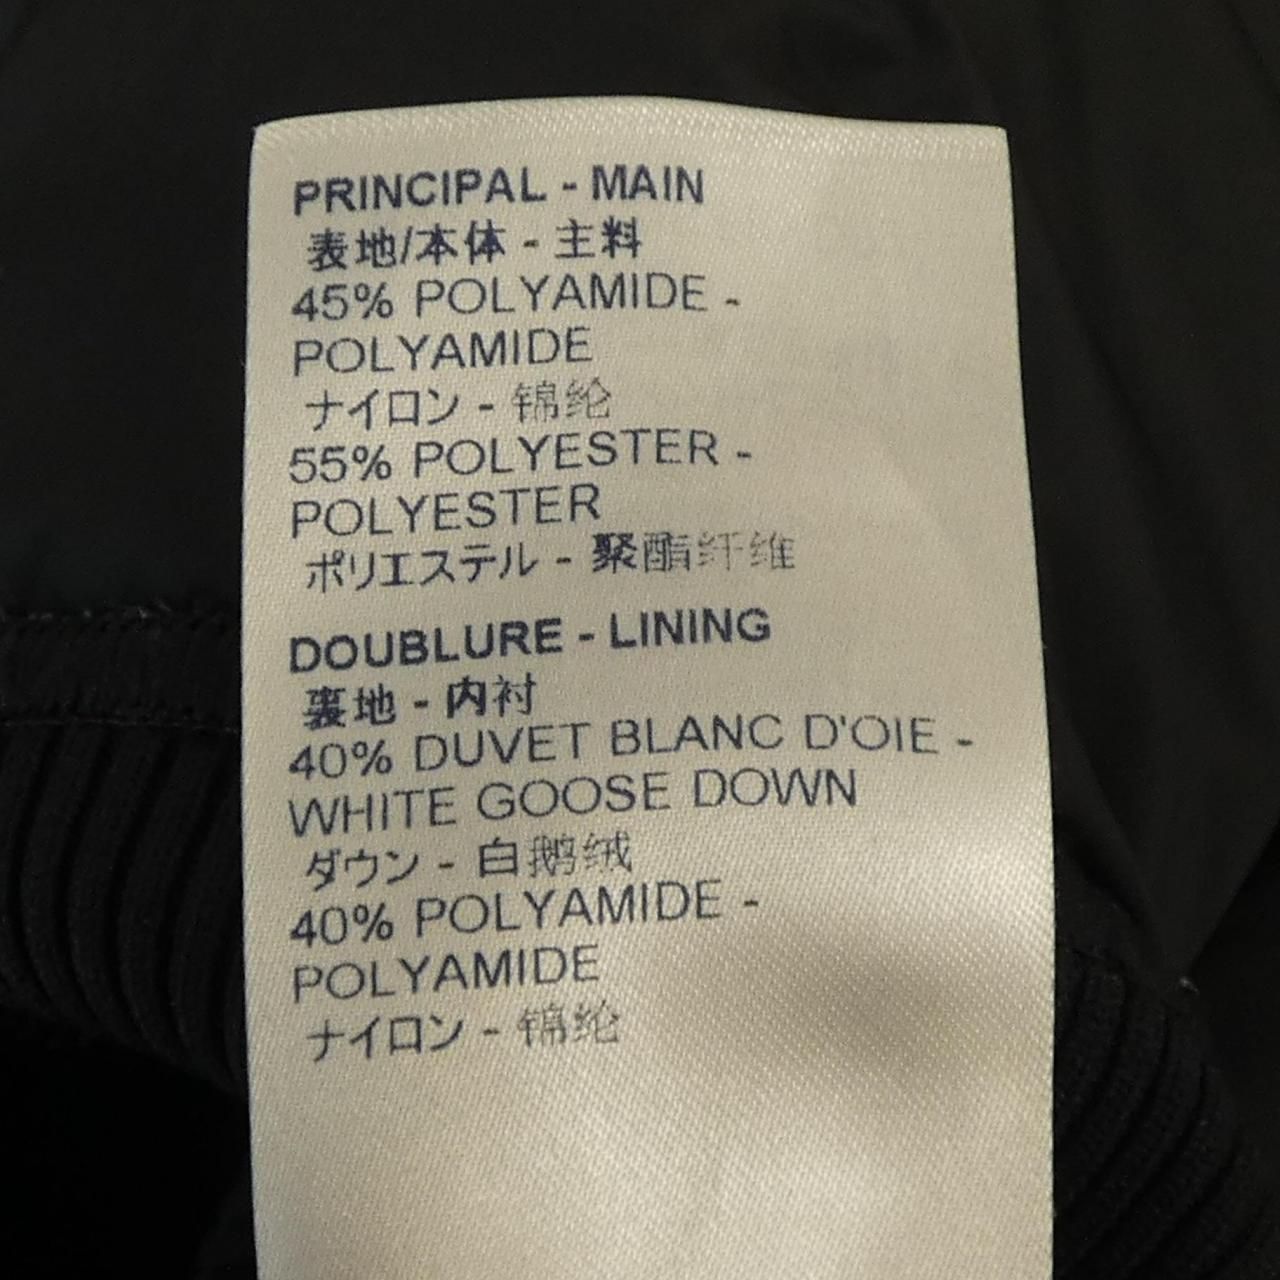 PRINCIPAL - MAIN
表地/本体 - 主料
45% POLYAMIDE -
POLYAMIDE
ナイロン - 锦纶
55% POLYESTER -
POLYESTER
ポリエステル - 聚酯纤维
DOUBLURE - LINING
裏地 - 内衬
40% DUVET BLANC D'OIE -
WHITE GOOSE DOWN
ダウン - 白鹅绒
40% POLYAMIDE -
POLYAMIDE
ナイロン - 锦纶